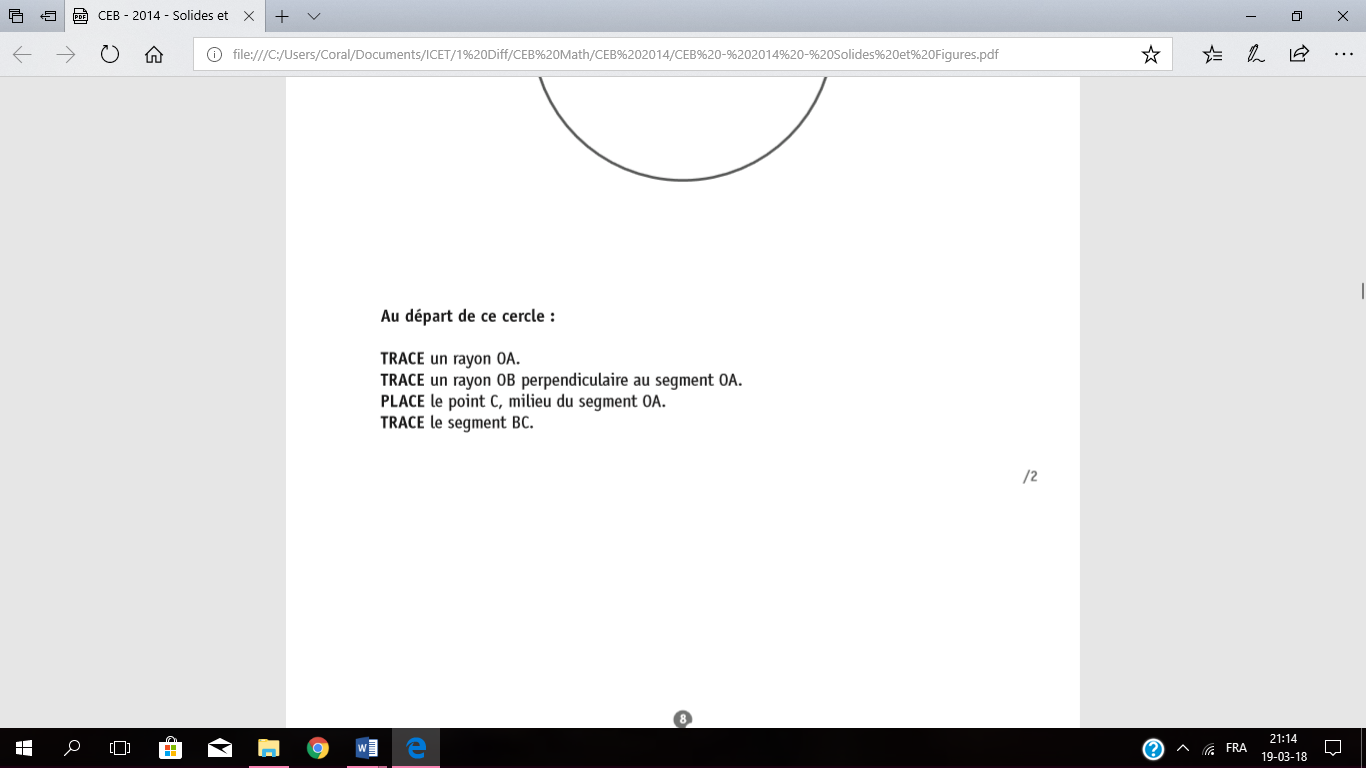 CEB - 2014 - Solides et
file:///C:/Users/Coral/Documents/ICET/1%20Diff/CEB%20Math/CEB%202014/CEB%20-%202014%20-%20Solides%20et%20Figures.pdf
Au départ de ce cercle :
TRACE un rayon OA.
TRACE un rayon OB perpendiculaire au segment OA.
PLACE le point C, milieu du segment OA.
TRACE le segment BC.
/2
8
FRA
21:14
19-03-18